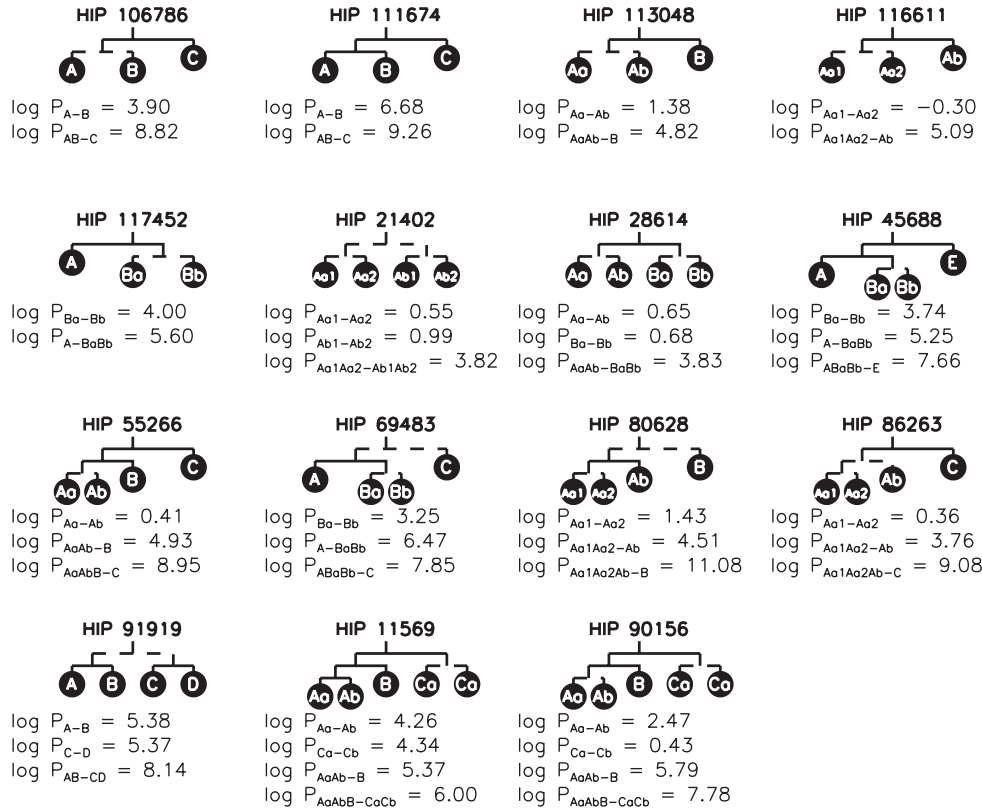 HIP 106786
A B C
log P_A-B = 3.90
log P_AB-C = 8.82
HIP 111674
A B C
log P_A-B = 6.68
log P_AB-C = 9.26
HIP 113048
Aa Ab B
log P_Aa-Ab = 1.38
log P_AaAb-B = 4.82
HIP 116611
Aa1 Aa2 Ab
log P_Aa1-Aa2 = -0.30
log P_Aa1Aa2-Ab = 5.09
HIP 117452
A Ba Bb
log P_Ba-Bb = 4.00
log P_A-BaBb = 5.60
HIP 21402
Aa1 Aa2 Ab1 Ab2
log P_Aa1-Aa2 = 0.55
log P_Ab1-Ab2 = 0.99
log P_Aa1Aa2-Ab1Ab2 = 3.82
HIP 28614
Aa Ab Ba Bb
log P_Aa-Ab = 0.65
log P_Ba-Bb = 0.68
log P_AaAb-BaBb = 3.83
HIP 45688
A Ba Bb E
log P_Ba-Bb = 3.74
log P_A-BaBb = 5.25
log P_ABaBb-E = 7.66
HIP 55266
Aa Ab B C
log P_Aa-Ab = 0.41
log P_AaAb-B = 4.93
log P_AaAbB-C = 8.95
HIP 69483
A Ba Bb C
log P_Ba-Bb = 3.25
log P_A-BaBb = 6.47
log P_ABaBb-C = 7.85
HIP 80628
Aa1 Aa2 Ab B
log P_Aa1-Aa2 = 1.43
log P_Aa1Aa2-Ab = 4.51
log P_Aa1Aa2Ab-B = 11.08
HIP 86263
Aa1 Aa2 Ab C
log P_Aa1-Aa2 = 0.36
log P_Aa1Aa2-Ab = 3.76
log P_Aa1Aa2Ab-C = 9.08
HIP 91919
A B C D
log P_A-B = 5.38
log P_C-D = 5.37
log P_AB-CD = 8.14
HIP 11569
Aa Ab B Ca Ca
log P_Aa-Ab = 4.26
log P_Ca-Cb = 4.34
log P_AaAb-B = 5.37
log P_AaAbB-CaCb = 6.00
HIP 90156
Aa Ab B Ca Ca
log P_Aa-Ab = 2.47
log P_Ca-Cb = 0.43
log P_AaAb-B = 5.79
log P_AaAbB-CaCb = 7.78